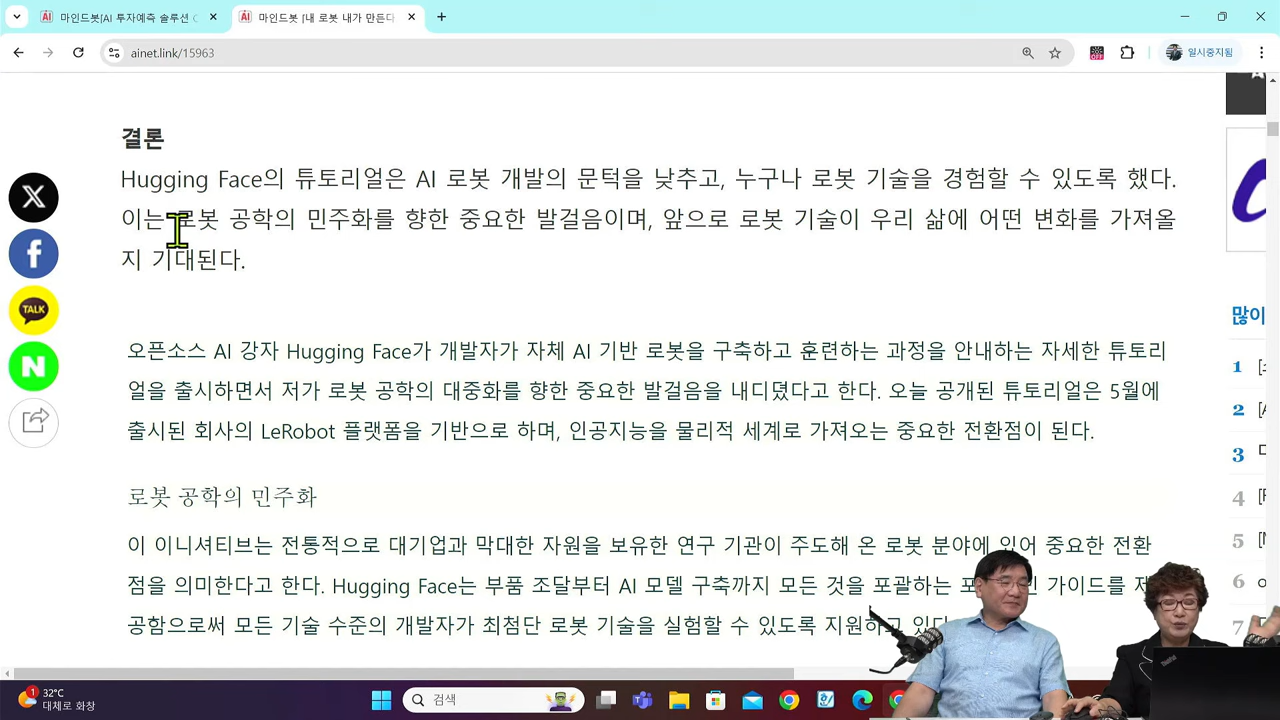 마인드봇[AI 투자예측 솔루션 C
마인드봇 [내 로봇 내가 만든다
ainet.link/15963
OFF
일시중지됨
결론
Hugging Face의 튜토리얼은 AI 로봇 개발의 문턱을 낮추고, 누구나 로봇 기술을 경험할 수 있도록 했다.
이는 로봇 공학의 민주화를 향한 중요한 발걸음이며, 앞으로 로봇 기술이 우리 삶에 어떤 변화를 가져올
지 기대된다.
오픈소스 AI 강자 Hugging Face가 개발자가 자체 AI 기반 로봇을 구축하고 훈련하는 과정을 안내하는 자세한 튜토리
얼을 출시하면서 저가 로봇 공학의 대중화를 향한 중요한 발걸음을 내디뎠다고 한다. 오늘 공개된 튜토리얼은 5월에
출시된 회사의 LeRobot 플랫폼을 기반으로 하며, 인공지능을 물리적 세계로 가져오는 중요한 전환점이 된다.
로봇 공학의 민주화
이 이니셔티브는 전통적으로 대기업과 막대한 자원을 보유한 연구 기관이 주도해 온 로봇 분야에 있어 중요한 전환
점을 의미한다고 한다. Hugging Face는 부품 조달부터 AI 모델 구축까지 모든 것을 포괄하는 가이드를
공함으로써 모든 기술 수준의 개발자가 최첨단 로봇 기술을 실험할 수 있도록 지원하고 있다
X
f
TALK
N
많이
1 [
2 [A
3
4 [F
5 [N
6
7
1
32°C
대체로 화창
검색
ThinkPad